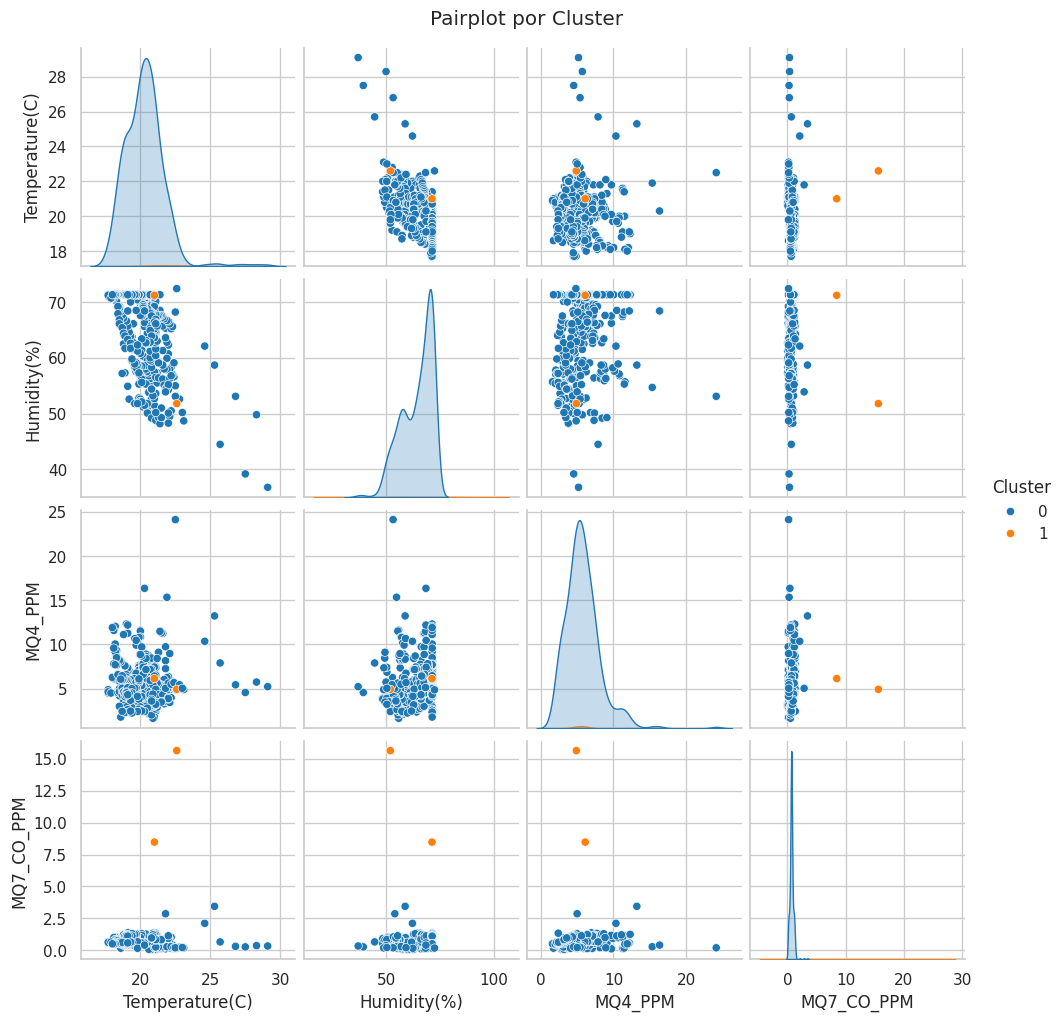 Pairplot por Cluster
Temperature(C)
28
26
24
22
20
18
Humidity(%)
70
60
50
40
Cluster
0
1
MQ4_PPM
25
20
15
10
5
MQ7_CO_PPM
15.0
12.5
10.0
7.5
5.0
2.5
0.0
20 25 30
50 100
0 10 20
0 10 20 30
Temperature(C) Humidity(%) MQ4_PPM MQ7_CO_PPM